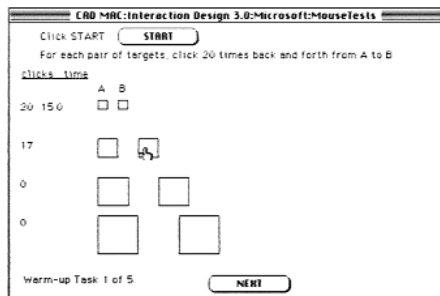 CAD MAC:Interaction Design 3.0:Microsoft:MouseTests
Click START START
For each pair of targets, click 20 times back and forth from A to B
clicks time
A B
20 15.0
17
0
0
Warm-up Task 1 of 5
NEXT